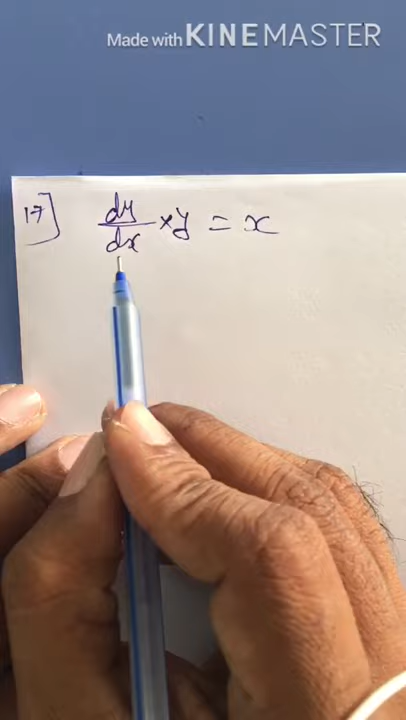 Made with KINEMASTER
17] dy/dx × y = x